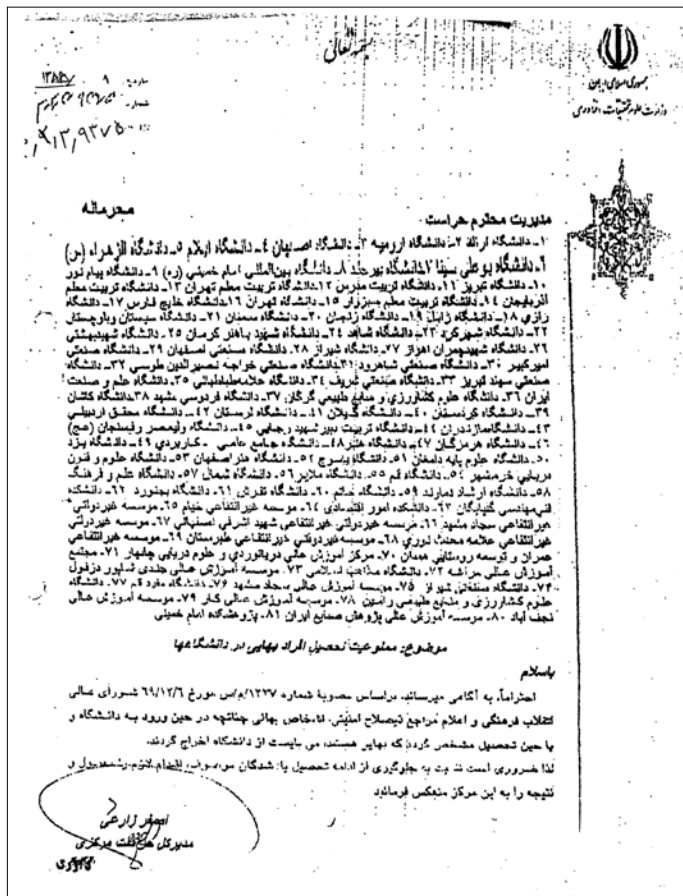 بسمه تعالی
جمهوری اسلامی ایران
وزارت علوم تحقیقات و فناوری
تاریخ:
شماره:
مدیریت محترم حراست
محرمانه
۱- دانشگاه اراک ۲- دانشگاه ارومیه ۳- دانشگاه اصفهان ۴- دانشگاه ایلام ۵- دانشگاه الزهراء (س)
۶- دانشگاه بوعلی سینا ۷- دانشگاه بیرجند ۸- دانشگاه بین‌المللی امام خمینی (ره) ۹- دانشگاه پیام نور
۱۰- دانشگاه تبریز ۱۱- دانشگاه تربیت مدرس ۱۲- دانشگاه تربیت معلم تهران ۱۳- دانشگاه تربیت معلم
آذربایجان ۱۴- دانشگاه تربیت معلم سبزوار ۱۵- دانشگاه تهران ۱۶- دانشگاه خلیج فارس ۱۷- دانشگاه
رازی ۱۸- دانشگاه زابل ۱۹- دانشگاه زنجان ۲۰- دانشگاه سمنان ۲۱- دانشگاه سیستان وبلوچستان
۲۲- دانشگاه شهرکرد ۲۳- دانشگاه شاهد ۲۴- دانشگاه شهید باهنر کرمان ۲۵- دانشگاه شهیدبهشتی
۲۶- دانشگاه شهیدچمران اهواز ۲۷- دانشگاه شیراز ۲۸- دانشگاه صنعتی اصفهان ۲۹- دانشگاه صنعتی
امیرکبیر ۳۰- دانشگاه صنعتی شاهرود ۳۱- دانشگاه صنعتی خواجه نصیرالدین طوسی ۳۲- دانشگاه
صنعتی سهند تبریز ۳۳- دانشگاه صنعتی شریف ۳۴- دانشگاه علامه‌طباطبائی ۳۵- دانشگاه علم و صنعت
ایران ۳۶- دانشگاه علوم کشاورزی و منابع طبیعی گرگان ۳۷- دانشگاه فردوسی مشهد ۳۸- دانشگاه کاشان
۳۹- دانشگاه کردستان ۴۰- دانشگاه گیلان ۴۱- دانشگاه لرستان ۴۲- دانشگاه محقق اردبیلی
۴۳- دانشگاه مازندران ۴۴- دانشگاه تربیت دبیر شهید رجایی ۴۵- دانشگاه ولیعصر رفسنجان (عج)
۴۶- دانشگاه هرمزگان ۴۷- دانشگاه هنر ۴۸- دانشگاه جامع علمی - کاربردی ۴۹- دانشگاه یزد
۵۰- دانشگاه علوم پایه دامغان ۵۱- دانشگاه یاسوج ۵۲- دانشگاه هنر اصفهان ۵۳- دانشگاه علوم و فنون
دریایی خرمشهر ۵۴- دانشگاه قم ۵۵- دانشگاه ملایر ۵۶- دانشگاه شمال ۵۷- دانشگاه علم و فرهنگ
۵۸- دانشگاه ارشاد دماوند ۵۹- دانشگاه خاتم ۶۰- دانشگاه تفرش ۶۱- دانشگاه بجنورد ۶۲- دانشکده
فنی‌مهندسی گلپایگان ۶۳- دانشکده امور اقتصادی ۶۴- موسسه غیرانتفاعی خیام ۶۵- موسسه غیردولتی
غیرانتفاعی سجاد مشهد ۶۶- موسسه غیردولتی غیرانتفاعی شهید اشرفی اصفهانی ۶۷- موسسه غیردولتی
غیرانتفاعی علامه محدث نوری ۶۸- موسسه غیردولتی غیرانتفاعی طبرستان ۶۹- موسسه غیرانتفاعی
عمران و توسعه روستایی همدان ۷۰- مرکز آموزش عالی دریانوردی و علوم دریایی چابهار ۷۱- مجتمع
آموزش عالی مراغه ۷۲- دانشگاه مذاهب اسلامی ۷۳- موسسه آموزش عالی جندی شاپور دزفول
۷۴- دانشگاه صنعتی شیراز ۷۵- موسسه آموزش عالی سجاد مشهد ۷۶- دانشگاه مفید قم ۷۷- دانشگاه
علوم کشاورزی و منابع طبیعی رامین ۷۸- موسسه آموزش عالی کار ۷۹- موسسه آموزش عالی
نجف آباد ۸۰- موسسه آموزش عالی پژوهش صنایع ایران ۸۱- پژوهشکده امام خمینی
موضوع: ممنوعیت تحصیل افراد بهایی در دانشگاهها
باسلام
احتراماً، به آگاهی میرساند، براساس مصوبۀ شماره ۱۳۲۷/م/س مورخ ۶۹/۱۲/۶ شورای عالی
انقلاب فرهنگی و اعلام مراجع ذیصلاح امنیتی، اشخاص بهائی چنانچه در حین ورود به دانشگاه و
یا حین تحصیل مشخص گردد که بهایی هستند، می بایست از دانشگاه اخراج گردند.
لذا ضروری است نسبت به جلوگیری از ادامه تحصیل یاد شدگان موصوف، اقدام لازم مبذول و
نتیجه را به این مرکز منعکس فرمائید
اصغر زارعی
مدیرکل حراست مرکزی